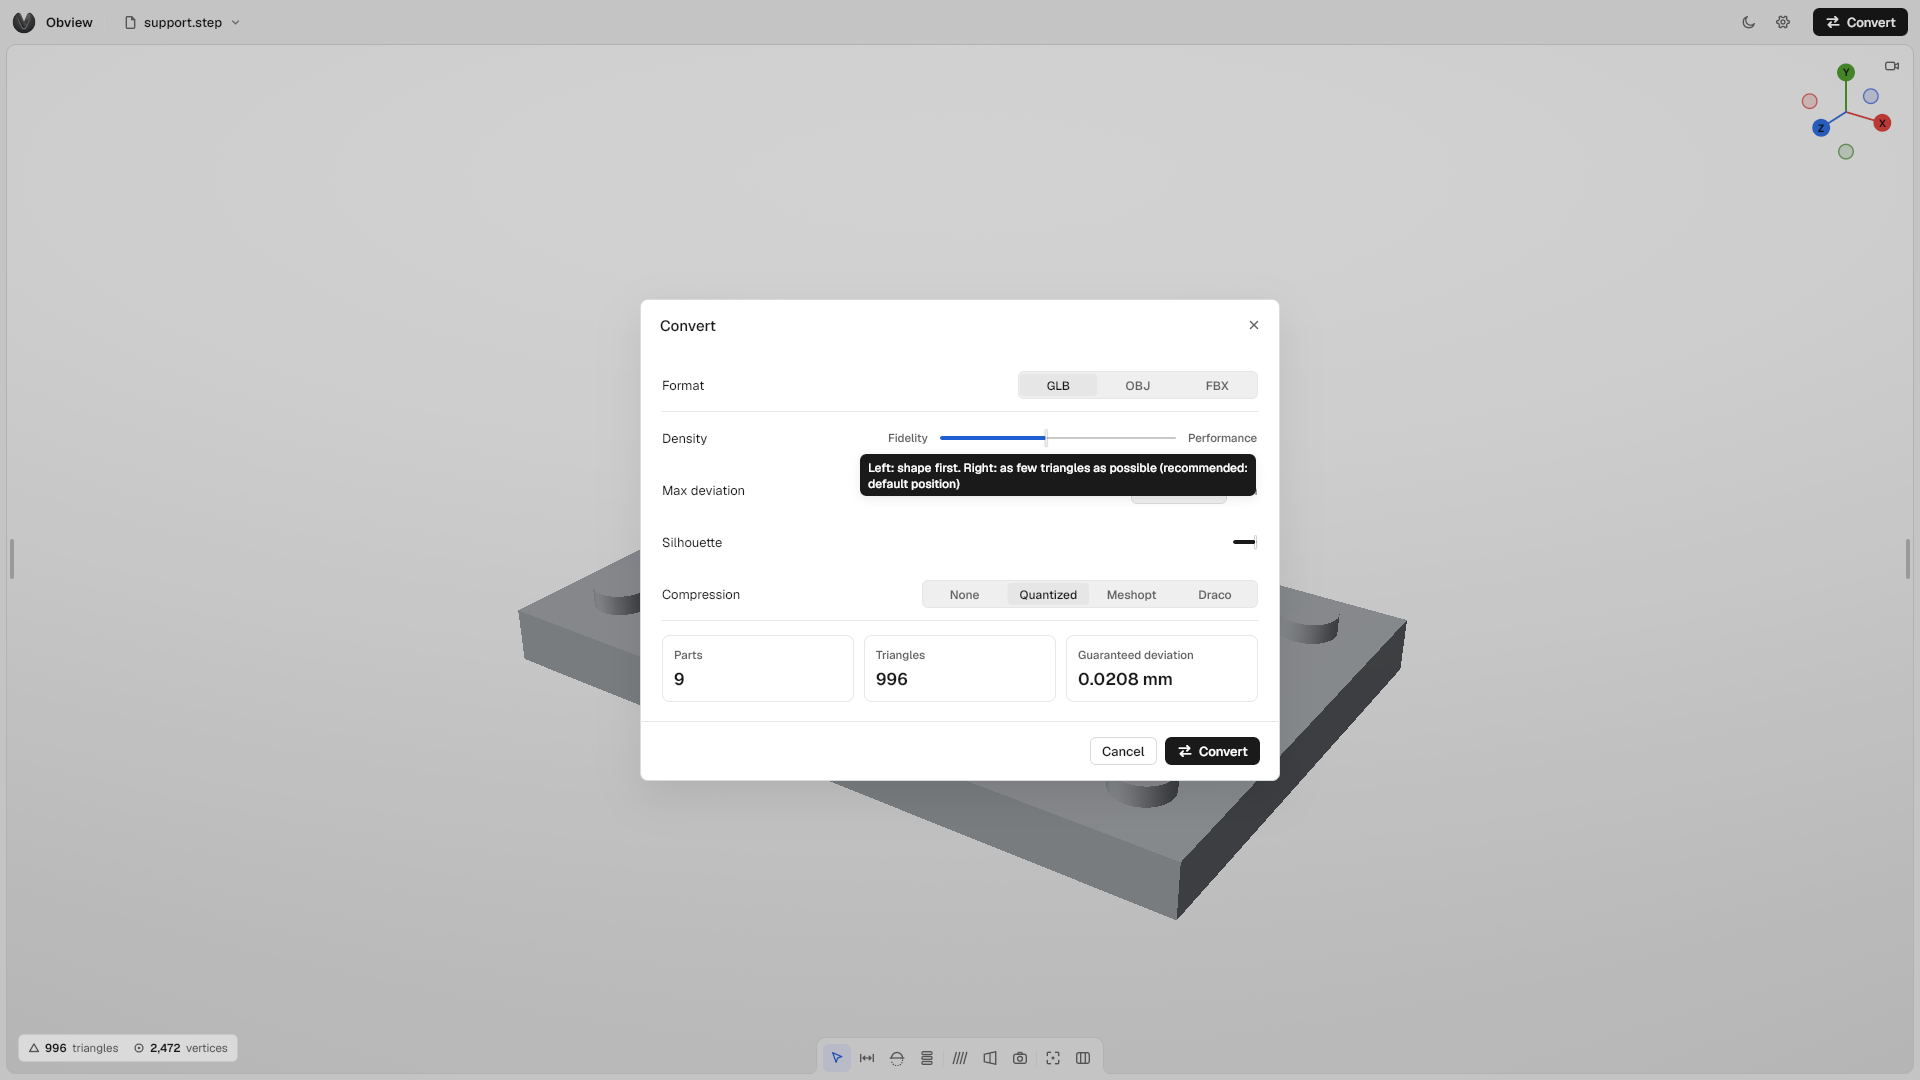 Obview
support.step
Convert
Y
X
Z
Convert
Format
GLB OBJ FBX
Density
Fidelity
Performance
Left: shape first. Right: as few triangles as possible (recommended:
default position)
Max deviation
Silhouette
Compression
None Quantized Meshopt Draco
Parts
9
Triangles
996
Guaranteed deviation
0.0208 mm
Cancel
Convert
996 triangles
2,472 vertices